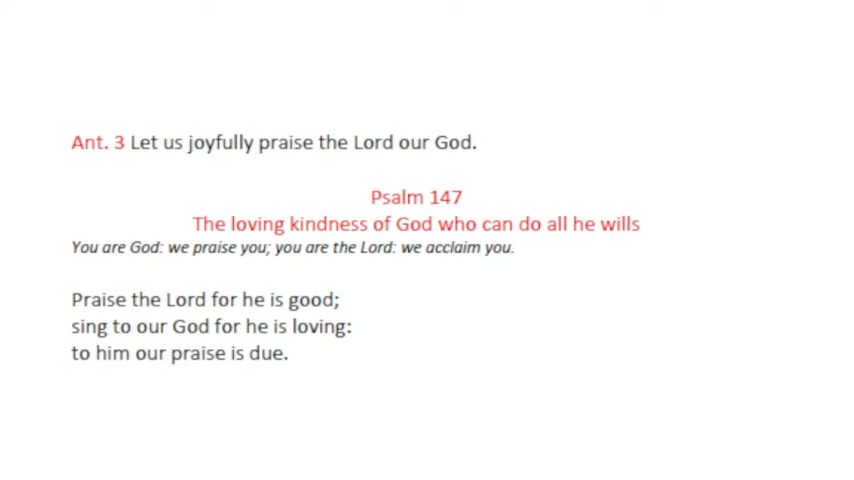 Ant. 3 Let us joyfully praise the Lord our God.
Psalm 147
The loving kindness of God who can do all he wills
You are God: we praise you; you are the Lord: we acclaim you.
Praise the Lord for he is good;
sing to our God for he is loving:
to him our praise is due.